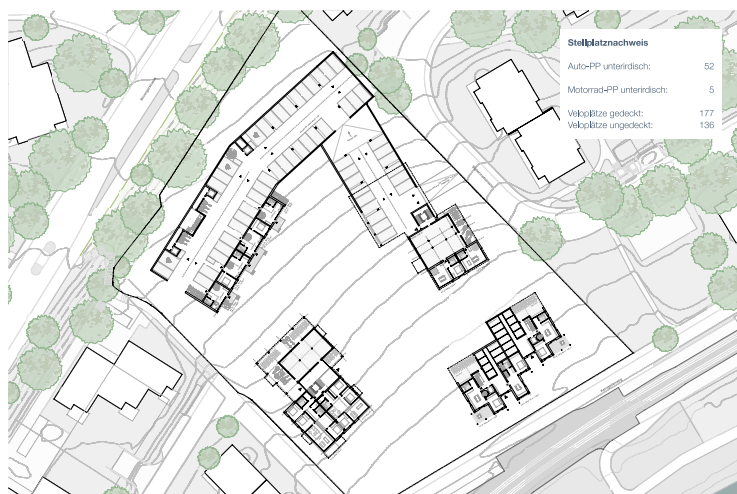 Stellplatznachweis
Auto-PP unterirdisch: 52
Motorrad-PP unterirdisch: 5
Veloplätze gedeckt: 177
Veloplätze ungedeckt: 136